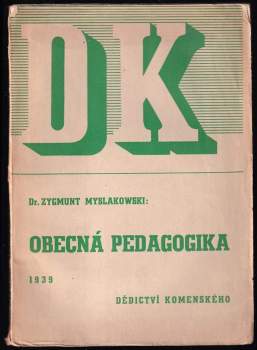 DK
Dr. ZYGMUNT MYSLAKOWSKI:
OBECNÁ PEDAGOGIKA
1939
DĚDICTVÍ KOMENSKÉHO